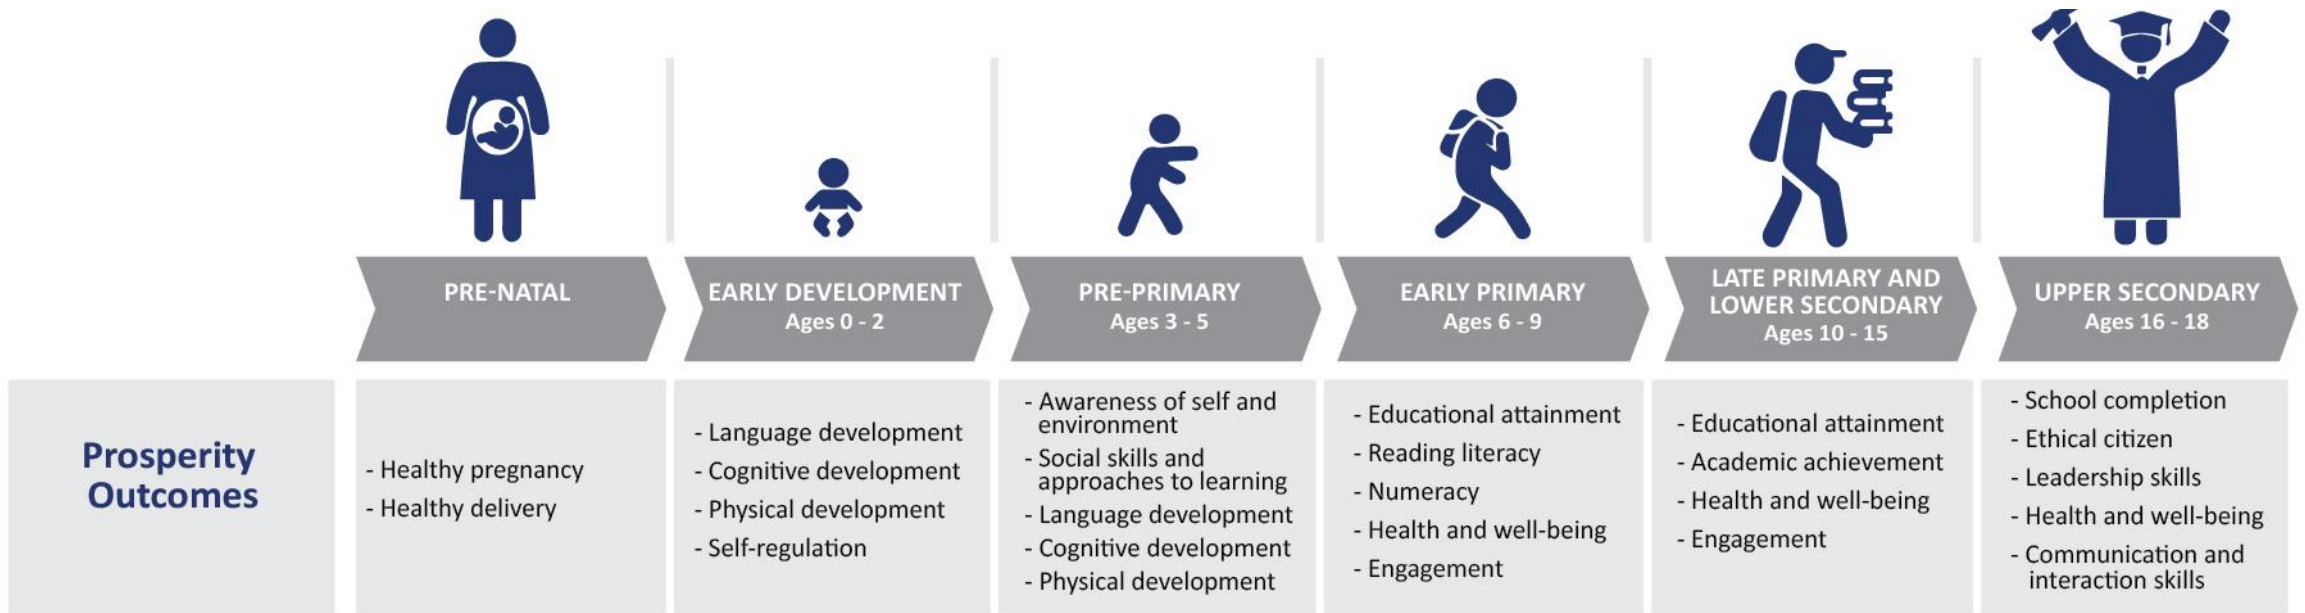 PRE-NATAL
EARLY DEVELOPMENT
Ages 0 - 2
PRE-PRIMARY
Ages 3 - 5
EARLY PRIMARY
Ages 6 - 9
LATE PRIMARY AND
LOWER SECONDARY
Ages 10 - 15
UPPER SECONDARY
Ages 16 - 18
Prosperity
Outcomes
- Healthy pregnancy
- Healthy delivery
- Language development
- Cognitive development
- Physical development
- Self-regulation
- Awareness of self and
environment
- Social skills and
approaches to learning
- Language development
- Cognitive development
- Physical development
- Educational attainment
- Reading literacy
- Numeracy
- Health and well-being
- Engagement
- Educational attainment
- Academic achievement
- Health and well-being
- Engagement
- School completion
- Ethical citizen
- Leadership skills
- Health and well-being
- Communication and
interaction skills